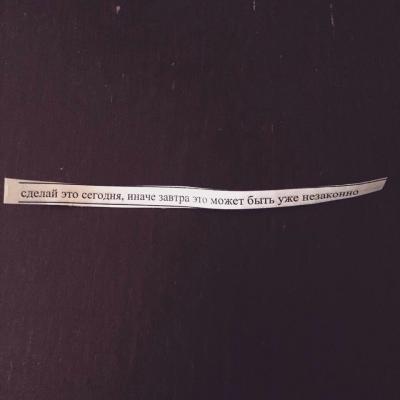 сделай это сегодня, иначе завтра это может быть уже незаконно